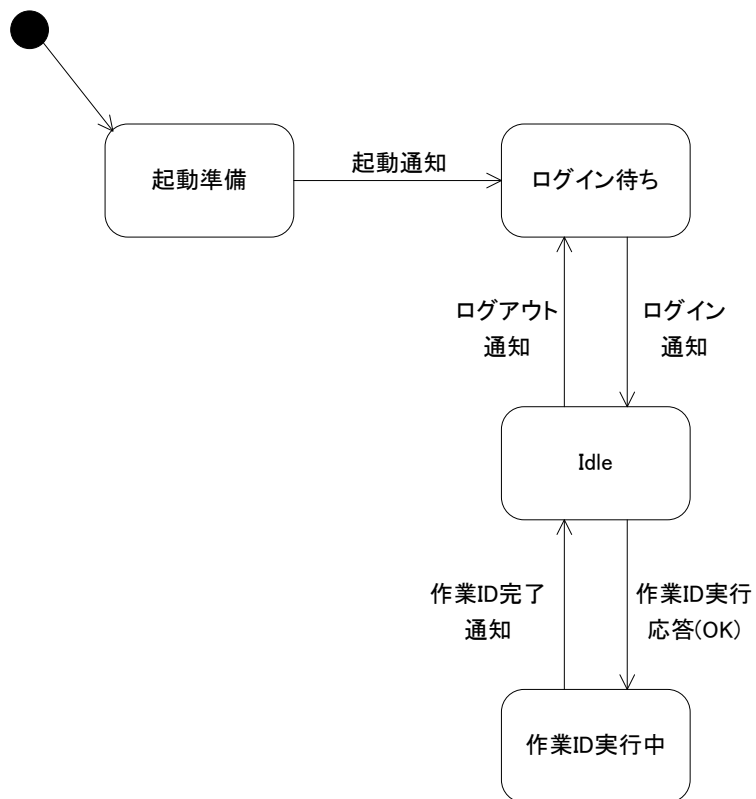 起動準備
起動通知
ログイン待ち
ログアウト
通知
ログイン
通知
Idle
作業ID完了
通知
作業ID実行
応答(OK)
作業ID実行中